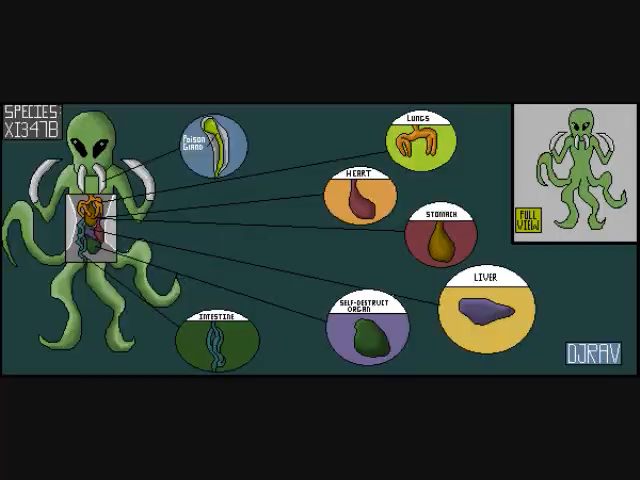 SPECIES:
XI347B
POISON
GLAND
LUNGS
HEART
STOMACH
FULL
VIEW
LIVER
SELF-DESTRUCT
ORGAN
INTESTINE
DJRAV